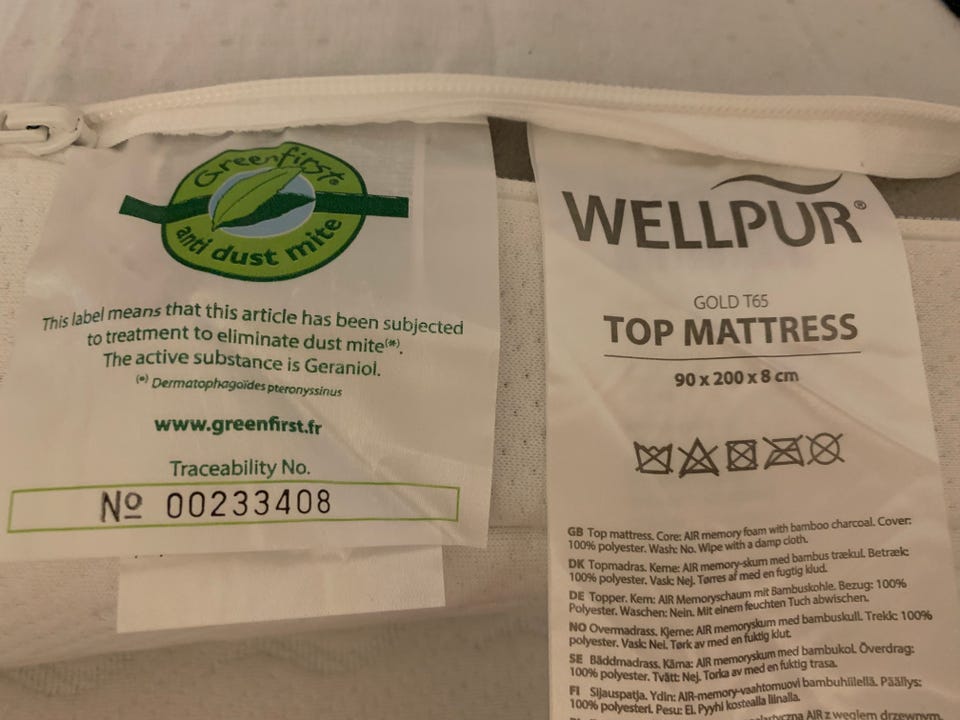 Greenfirst®
anti dust mite
This label means that this article has been subjected
to treatment to eliminate dust mite(*).
The active substance is Geraniol.
(*) Dermatophagoïdes pteronyssinus
www.greenfirst.fr
Traceability No.
Nº 00233408
WELLPUR®
GOLD T65
TOP MATTRESS
90 x 200 x 8 cm
GB Top mattress. Core: AIR memory foam with bamboo charcoal. Cover:
100% polyester. Wash: No. Wipe with a damp cloth.
DK Topmadras. Kerne: AIR memory-skum med bambus trækul. Betræk:
100% polyester. Vask: Nej. Tørres af med en fugtig klud.
DE Topper. Kern: AIR Memoryschaum mit Bambuskohle. Bezug: 100%
Polyester. Waschen: Nein. Mit einem feuchten Tuch abwischen.
NO Overmadrass. Kjerne: AIR memoryskum med bambuskull. Trekk: 100%
polyester. Vask: Nei. Tørk av med en fuktig klut.
SE Bäddmadrass. Kärna: AIR memoryskum med bambukol. Överdrag:
100% polyester. Tvätt: Nej. Torka av med en fuktig trasa.
FI Sijauspatja. Ydin: AIR-memory-vaahtomuovi bambuhiilellä. Päällys:
100% polyesteri. Pesu: Ei. Pyyhi kostealla liinalla.
AIR z węglem drzewnym